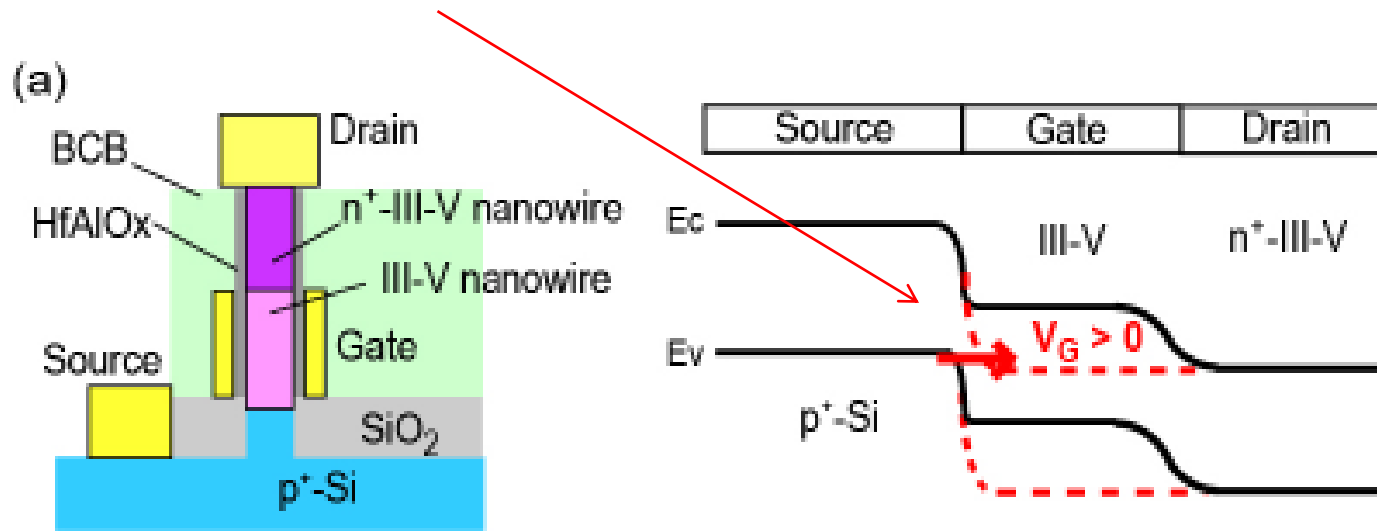 (a)
Drain
BCB
n⁺-III-V nanowire
HfAlOx
III-V nanowire
Source
Gate
SiO₂
p⁺-Si
Source Gate Drain
Ec
III-V
n⁺-III-V
V_G > 0
Ev
p⁺-Si